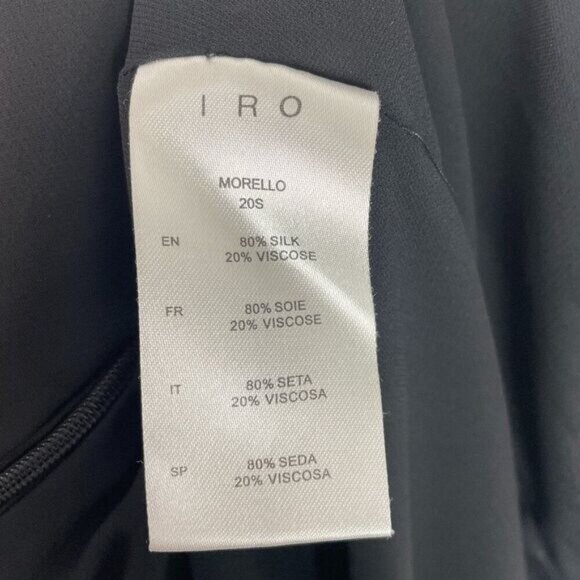 IRO
MORELLO
20S
EN 80% SILK
20% VISCOSE
FR 80% SOIE
20% VISCOSE
IT 80% SETA
20% VISCOSA
SP 80% SEDA
20% VISCOSA